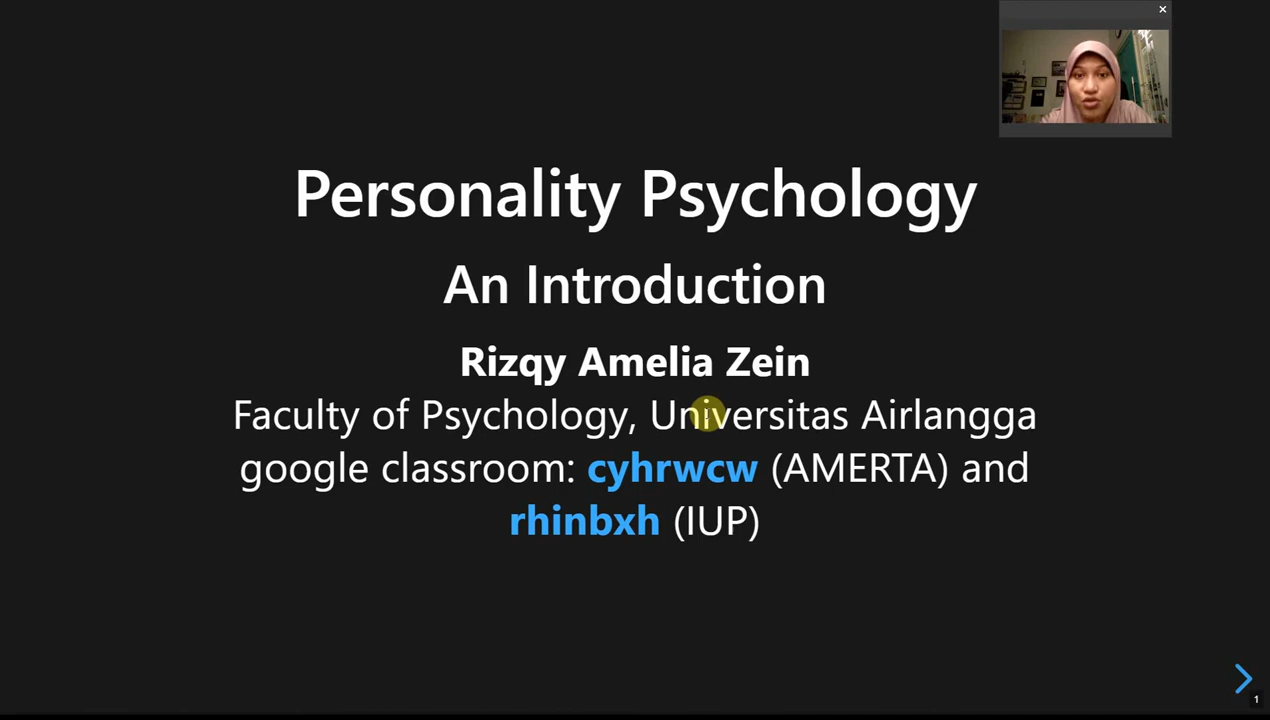 Personality Psychology
An Introduction
Rizqy Amelia Zein
Faculty of Psychology, Universitas Airlangga
google classroom: cyhrwcw (AMERTA) and
rhinbxh (IUP)
1